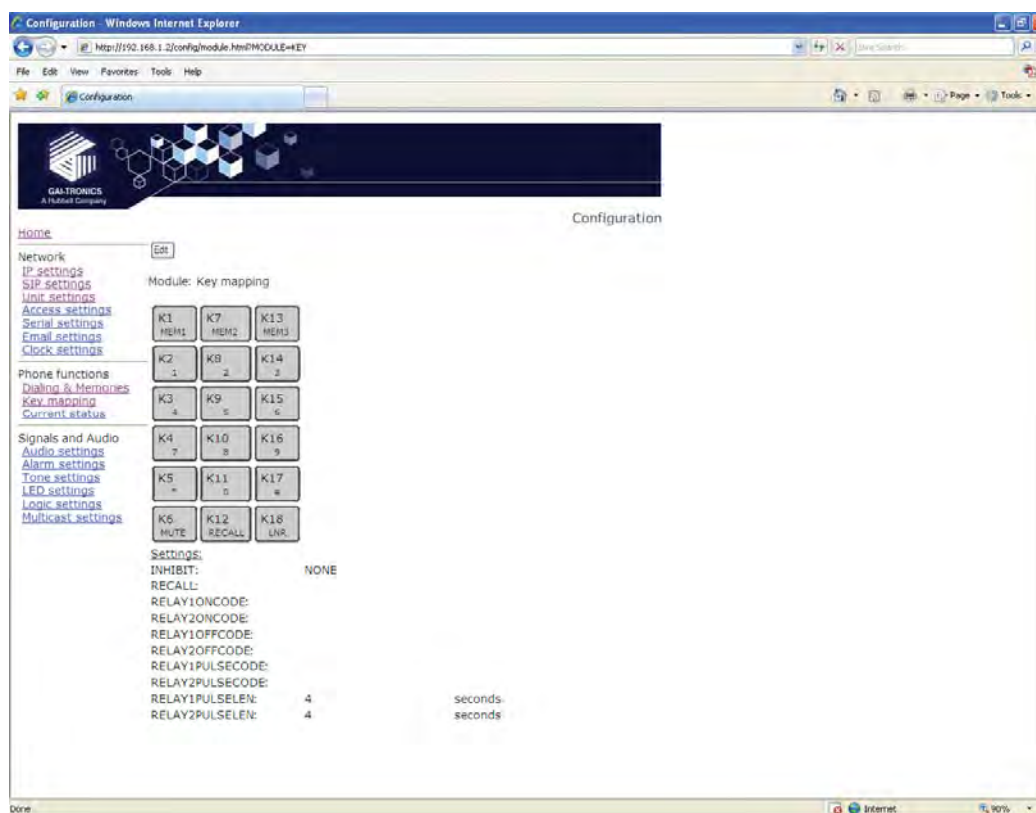 Configuration - Windows Internet Explorer
http://192.168.1.2/config/module.html?MODULE=KEY
Live Search
File Edit View Favorites Tools Help
Configuration
Page Tools
GAI-TRONICS
A Hubbell Company
Configuration
Home
Edit
Network
IP settings
SIP settings
Unit settings
Access settings
Serial settings
Email settings
Clock settings
Phone functions
Dialing & Memories
Key mapping
Current status
Signals and Audio
Audio settings
Alarm settings
Tone settings
LED settings
Logic settings
Multicast settings
Module: Key mapping
K1 K7 K13
MEM1 MEM2 MEM3
K2 K8 K14
1 2 3
K3 K9 K15
4 5 6
K4 K10 K16
7 8 9
K5 K11 K17
* 0 #
K6 K12 K18
MUTE RECALL LNR
Settings:
INHIBIT: NONE
RECALL:
RELAY1ONCODE:
RELAY2ONCODE:
RELAY1OFFCODE:
RELAY2OFFCODE:
RELAY1PULSECODE:
RELAY2PULSECODE:
RELAY1PULSELEN: 4 seconds
RELAY2PULSELEN: 4 seconds
Done
Internet
90%